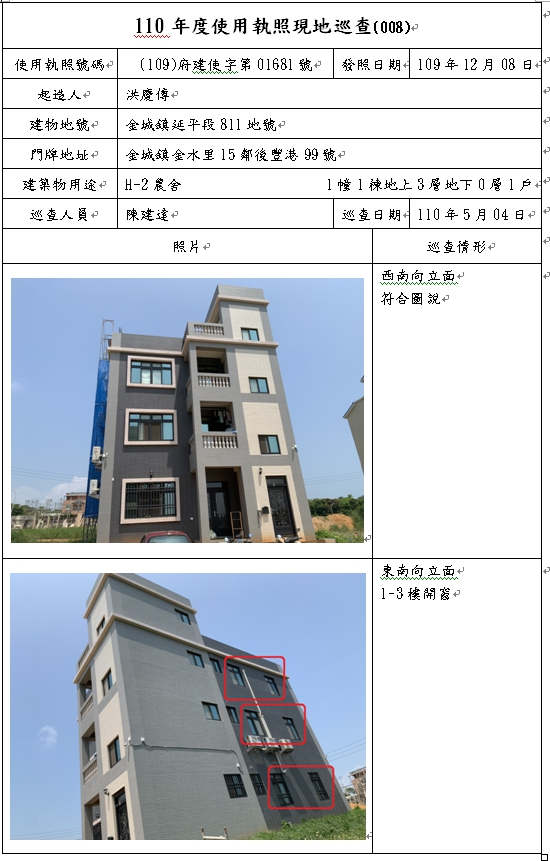 110 年度使用執照現地巡查(008)
使用執照號碼 (109)府建使字第 01681 號 發照日期 109 年 12 月 08 日
起造人 洪慶傳
建物地號 金城鎮延平段 811 地號
門牌地址 金城鎮金水里 15 鄰後豐港 99 號
建築物用途 H-2 農舍 1 幢 1 棟地上 3 層地下 0 層 1 戶
巡查人員 陳建達 巡查日期 110 年 5 月 04 日
照片 巡查情形
西南向立面
符合圖說
東南向立面
1-3 樓開窗